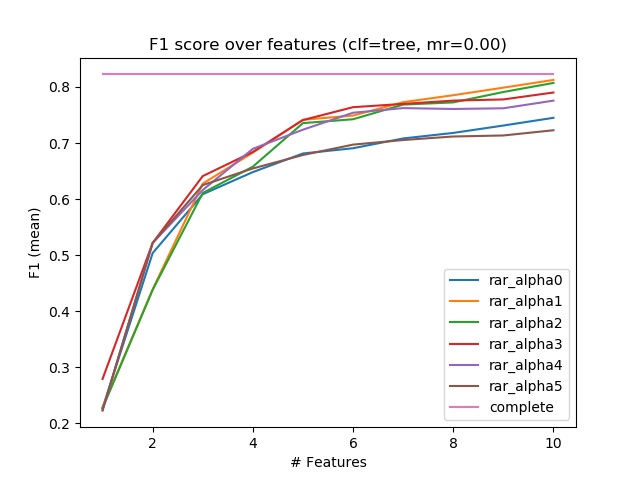 F1 score over features (clf=tree, mr=0.00)
F1 (mean)
0.8
0.7
0.6
0.5
0.4
0.3
0.2
rar_alpha0
rar_alpha1
rar_alpha2
rar_alpha3
rar_alpha4
rar_alpha5
complete
2 4 6 8 10
# Features